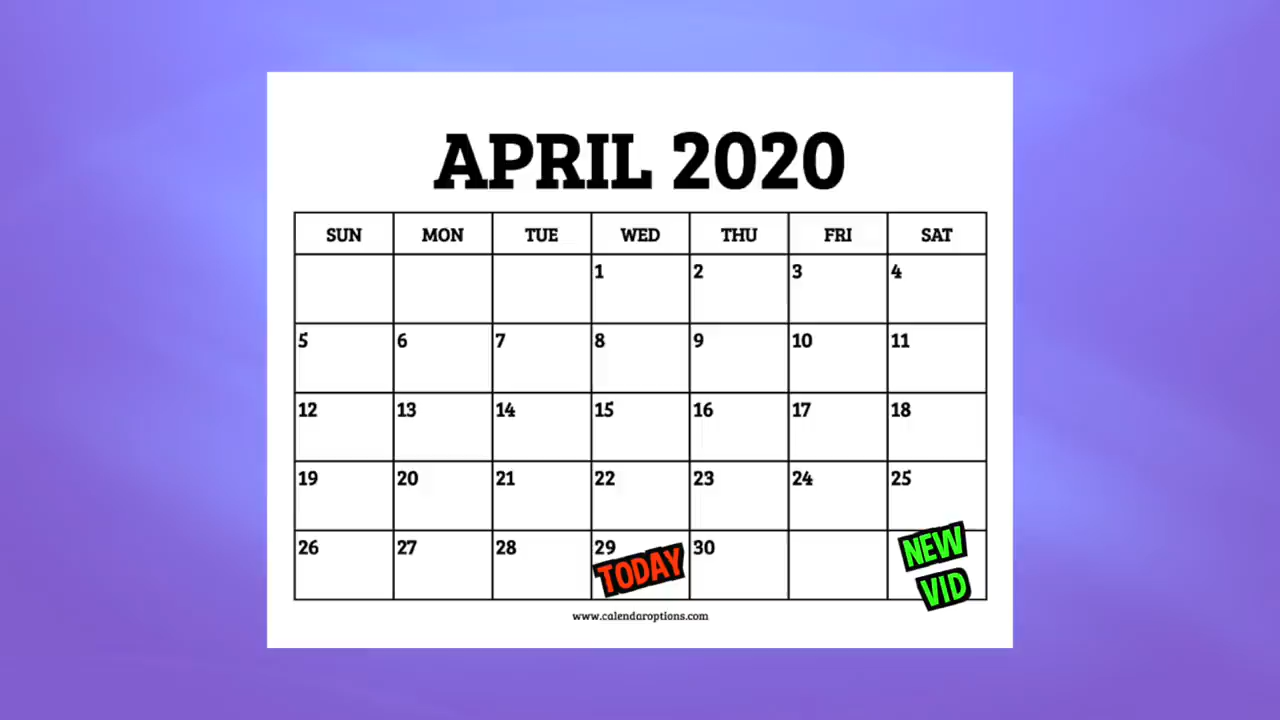 APRIL 2020
SUN MON TUE WED THU FRI SAT
1 2 3 4
5 6 7 8 9 10 11
12 13 14 15 16 17 18
19 20 21 22 23 24 25
26 27 28 29 30
TODAY
NEW
VID
www.calendaroptions.com